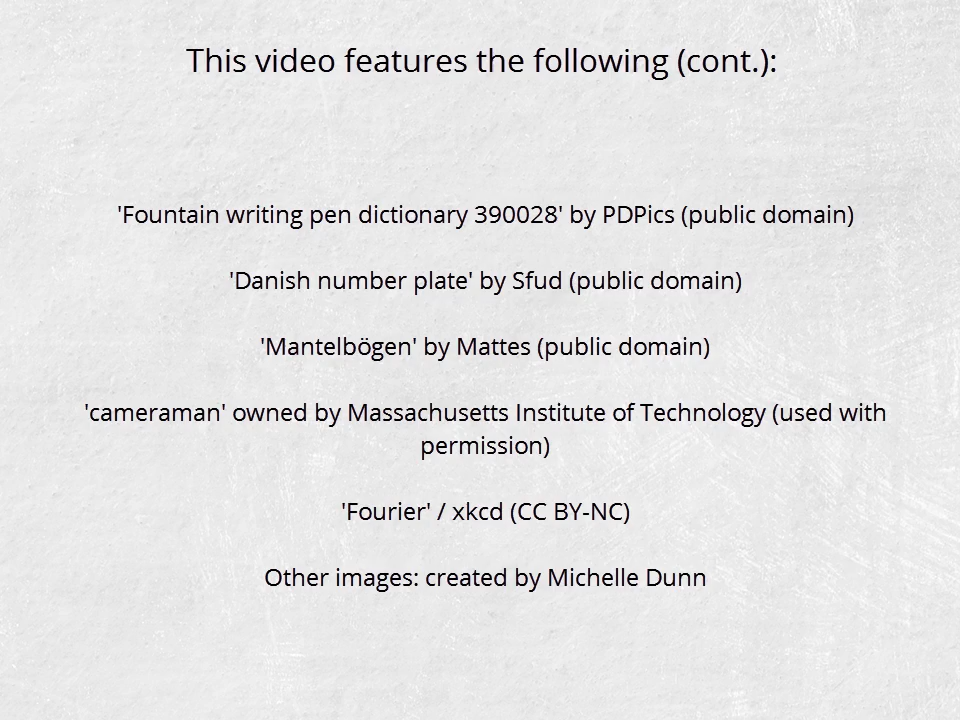 This video features the following (cont.):
'Fountain writing pen dictionary 390028' by PDPics (public domain)
'Danish number plate' by Sfud (public domain)
'Mantelbögen' by Mattes (public domain)
'cameraman' owned by Massachusetts Institute of Technology (used with
permission)
'Fourier' / xkcd (CC BY-NC)
Other images: created by Michelle Dunn